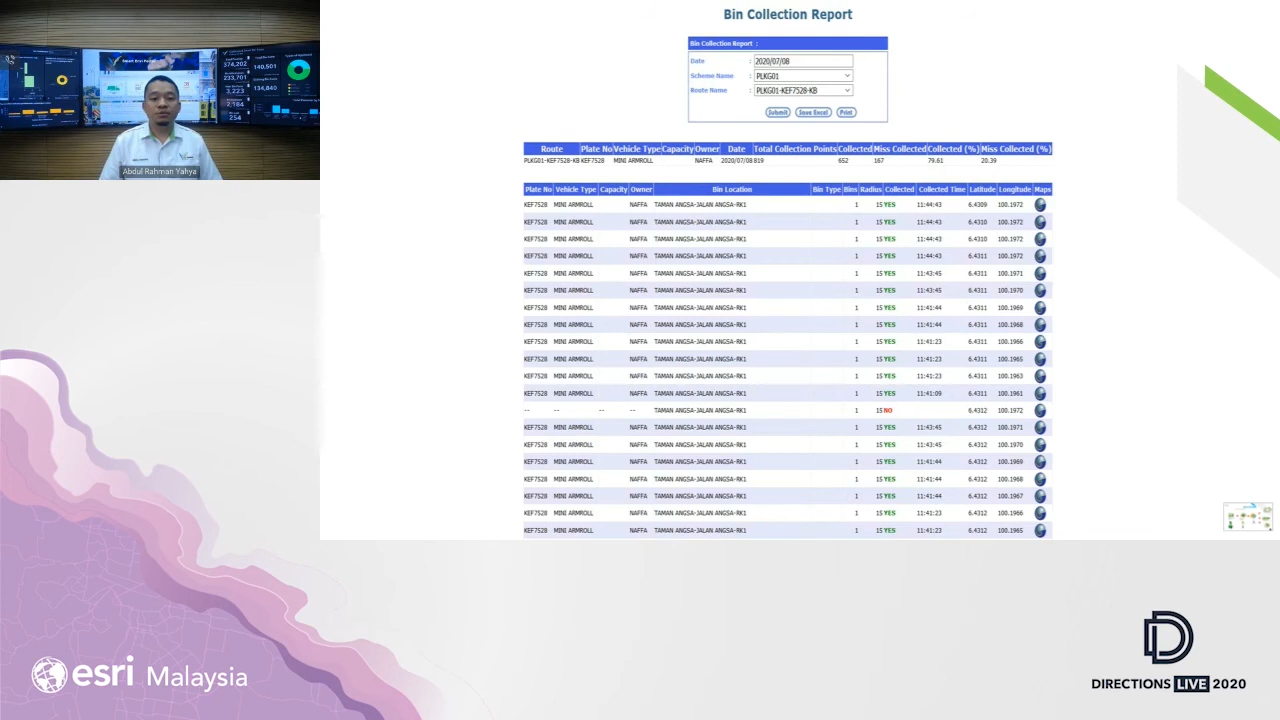 Bin Collection Report
Bin Collection Report :
Date : 2020/07/08
Scheme Name : PLKG01
Route Name : PLKG01-KEF7528-KB
Submit Save Excel Print
Route Plate No Vehicle Type Capacity Owner Date Total Collection Points Collected Miss Collected Collected (%) Miss Collected (%)
PLKG01-KEF7528-KB KEF7528 MINI ARMROLL NAFFA 2020/07/08 819 652 167 79.61 20.39
Plate No Vehicle Type Capacity Owner Bin Location Bin Type Bins Radius Collected Collected Time Latitude Longitude Maps
KEF7528 MINI ARMROLL NAFFA TAMAN ANGSA-JALAN ANGSA-RK1 1 15 YES 11:44:43 6.4309 100.1972
KEF7528 MINI ARMROLL NAFFA TAMAN ANGSA-JALAN ANGSA-RK1 1 15 YES 11:44:43 6.4310 100.1972
KEF7528 MINI ARMROLL NAFFA TAMAN ANGSA-JALAN ANGSA-RK1 1 15 YES 11:44:43 6.4310 100.1972
KEF7528 MINI ARMROLL NAFFA TAMAN ANGSA-JALAN ANGSA-RK1 1 15 YES 11:44:43 6.4311 100.1972
KEF7528 MINI ARMROLL NAFFA TAMAN ANGSA-JALAN ANGSA-RK1 1 15 YES 11:43:45 6.4311 100.1971
KEF7528 MINI ARMROLL NAFFA TAMAN ANGSA-JALAN ANGSA-RK1 1 15 YES 11:43:45 6.4311 100.1970
KEF7528 MINI ARMROLL NAFFA TAMAN ANGSA-JALAN ANGSA-RK1 1 15 YES 11:41:44 6.4311 100.1969
KEF7528 MINI ARMROLL NAFFA TAMAN ANGSA-JALAN ANGSA-RK1 1 15 YES 11:41:44 6.4311 100.1968
KEF7528 MINI ARMROLL NAFFA TAMAN ANGSA-JALAN ANGSA-RK1 1 15 YES 11:41:23 6.4311 100.1966
KEF7528 MINI ARMROLL NAFFA TAMAN ANGSA-JALAN ANGSA-RK1 1 15 YES 11:41:23 6.4311 100.1965
KEF7528 MINI ARMROLL NAFFA TAMAN ANGSA-JALAN ANGSA-RK1 1 15 YES 11:41:23 6.4311 100.1963
KEF7528 MINI ARMROLL NAFFA TAMAN ANGSA-JALAN ANGSA-RK1 1 15 YES 11:41:09 6.4311 100.1961
-- -- -- -- TAMAN ANGSA-JALAN ANGSA-RK1 1 15 NO 6.4312 100.1972
KEF7528 MINI ARMROLL NAFFA TAMAN ANGSA-JALAN ANGSA-RK1 1 15 YES 11:43:45 6.4312 100.1971
KEF7528 MINI ARMROLL NAFFA TAMAN ANGSA-JALAN ANGSA-RK1 1 15 YES 11:43:45 6.4312 100.1970
KEF7528 MINI ARMROLL NAFFA TAMAN ANGSA-JALAN ANGSA-RK1 1 15 YES 11:41:44 6.4312 100.1969
KEF7528 MINI ARMROLL NAFFA TAMAN ANGSA-JALAN ANGSA-RK1 1 15 YES 11:41:44 6.4312 100.1968
KEF7528 MINI ARMROLL NAFFA TAMAN ANGSA-JALAN ANGSA-RK1 1 15 YES 11:41:44 6.4312 100.1967
KEF7528 MINI ARMROLL NAFFA TAMAN ANGSA-JALAN ANGSA-RK1 1 15 YES 11:41:23 6.4312 100.1966
KEF7528 MINI ARMROLL NAFFA TAMAN ANGSA-JALAN ANGSA-RK1 1 15 YES 11:41:23 6.4312 100.1965
374,202
140,501
233,701
134,840
2,184
254
Abdul Rahman Yahya
esri Malaysia
DIRECTIONS LIVE 2020